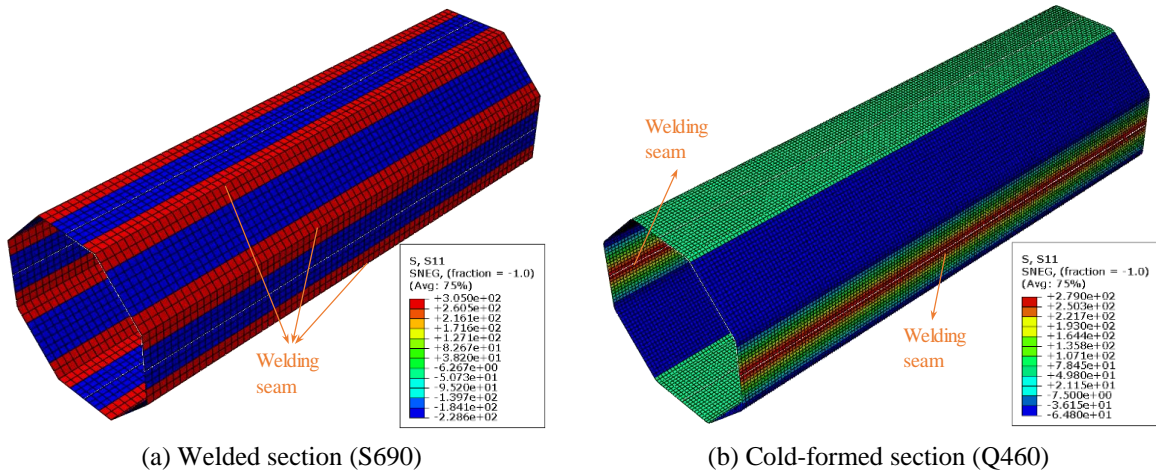 Welding
seam
S, S11
SNEG, (fraction = -1.0)
(Avg: 75%)
+3.050e+02
+2.605e+02
+2.161e+02
+1.716e+02
+1.271e+02
+8.267e+01
+3.820e+01
-6.267e+00
-5.073e+01
-9.520e+01
-1.397e+02
-1.841e+02
-2.286e+02
(a) Welded section (S690)
Welding
seam
Welding
seam
S, S11
SNEG, (fraction = -1.0)
(Avg: 75%)
+2.790e+02
+2.503e+02
+2.217e+02
+1.930e+02
+1.644e+02
+1.358e+02
+1.071e+02
+7.845e+01
+4.980e+01
+2.115e+01
-7.500e+00
-3.615e+01
-6.480e+01
(b) Cold-formed section (Q460)